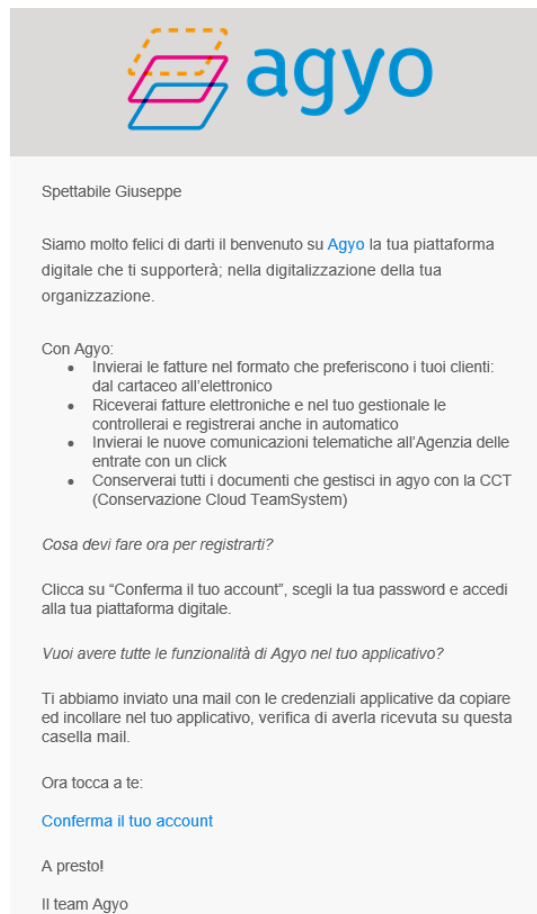 agyo
Spettabile Giuseppe
Siamo molto felici di darti il benvenuto su Agyo la tua piattaforma
digitale che ti supporterà; nella digitalizzazione della tua
organizzazione.
Con Agyo:
• Invierai le fatture nel formato che preferiscono i tuoi clienti:
dal cartaceo all'elettronico
• Riceverai fatture elettroniche e nel tuo gestionale le
controllerai e registrerai anche in automatico
• Invierai le nuove comunicazioni telematiche all'Agenzia delle
entrate con un click
• Conserverai tutti i documenti che gestisci in agyo con la CCT
(Conservazione Cloud TeamSystem)
Cosa devi fare ora per registrarti?
Clicca su “Conferma il tuo account”, scegli la tua password e accedi
alla tua piattaforma digitale.
Vuoi avere tutte le funzionalità di Agyo nel tuo applicativo?
Ti abbiamo inviato una mail con le credenziali applicative da copiare
ed incollare nel tuo applicativo, verifica di averla ricevuta su questa
casella mail.
Ora tocca a te:
Conferma il tuo account
A presto!
Il team Agyo